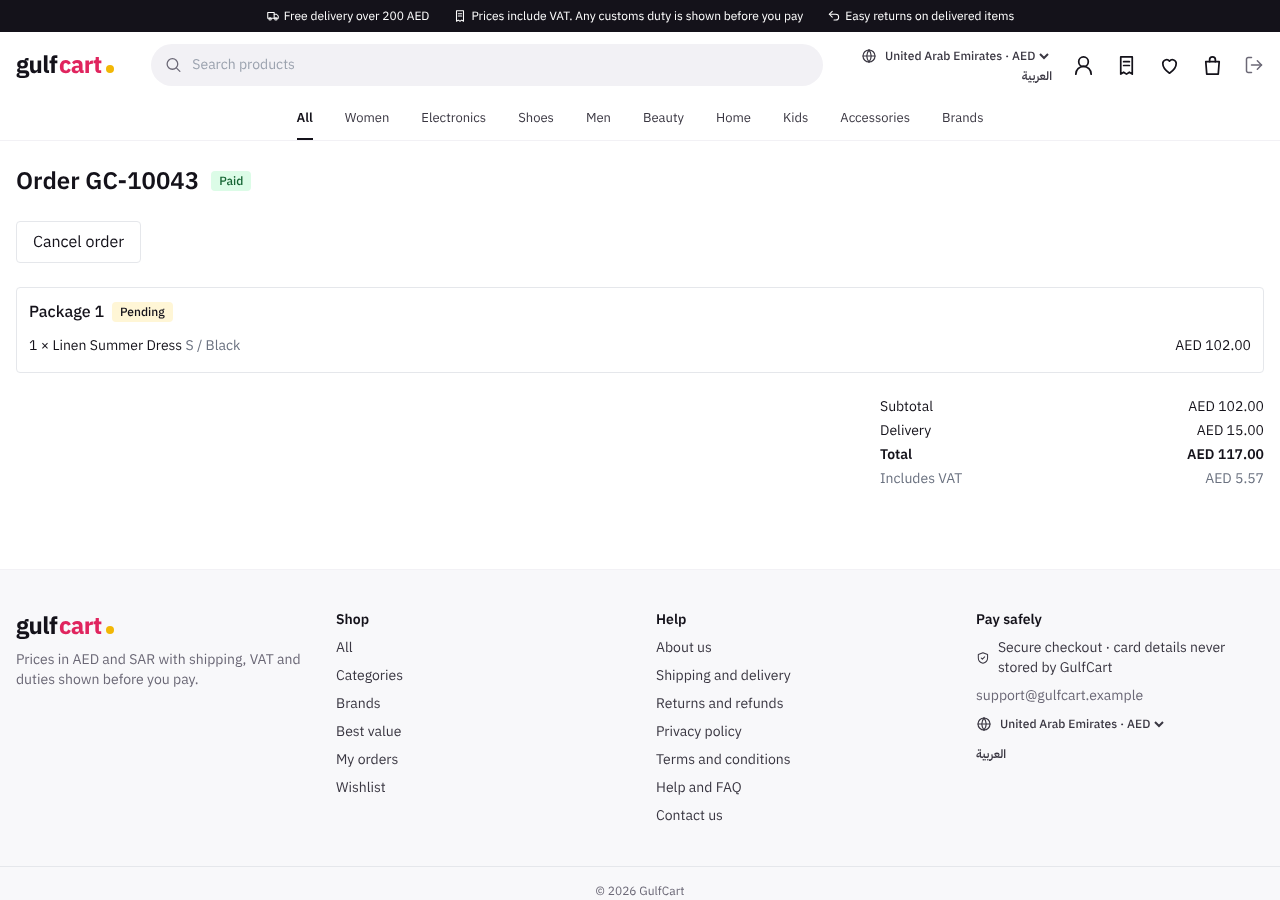 Free delivery over 200 AED
Prices include VAT. Any customs duty is shown before you pay
Easy returns on delivered items
gulfcart
Search products
United Arab Emirates · AED
العربية
All
Women
Electronics
Shoes
Men
Beauty
Home
Kids
Accessories
Brands
Order GC-10043
Paid
Cancel order
Package 1
Pending
1 × Linen Summer Dress S / Black
AED 102.00
Subtotal
AED 102.00
Delivery
AED 15.00
Total
AED 117.00
Includes VAT
AED 5.57
gulfcart
Prices in AED and SAR with shipping, VAT and
duties shown before you pay.
Shop
All
Categories
Brands
Best value
My orders
Wishlist
Help
About us
Shipping and delivery
Returns and refunds
Privacy policy
Terms and conditions
Help and FAQ
Contact us
Pay safely
Secure checkout · card details never
stored by GulfCart
support@gulfcart.example
United Arab Emirates · AED
العربية
© 2026 GulfCart